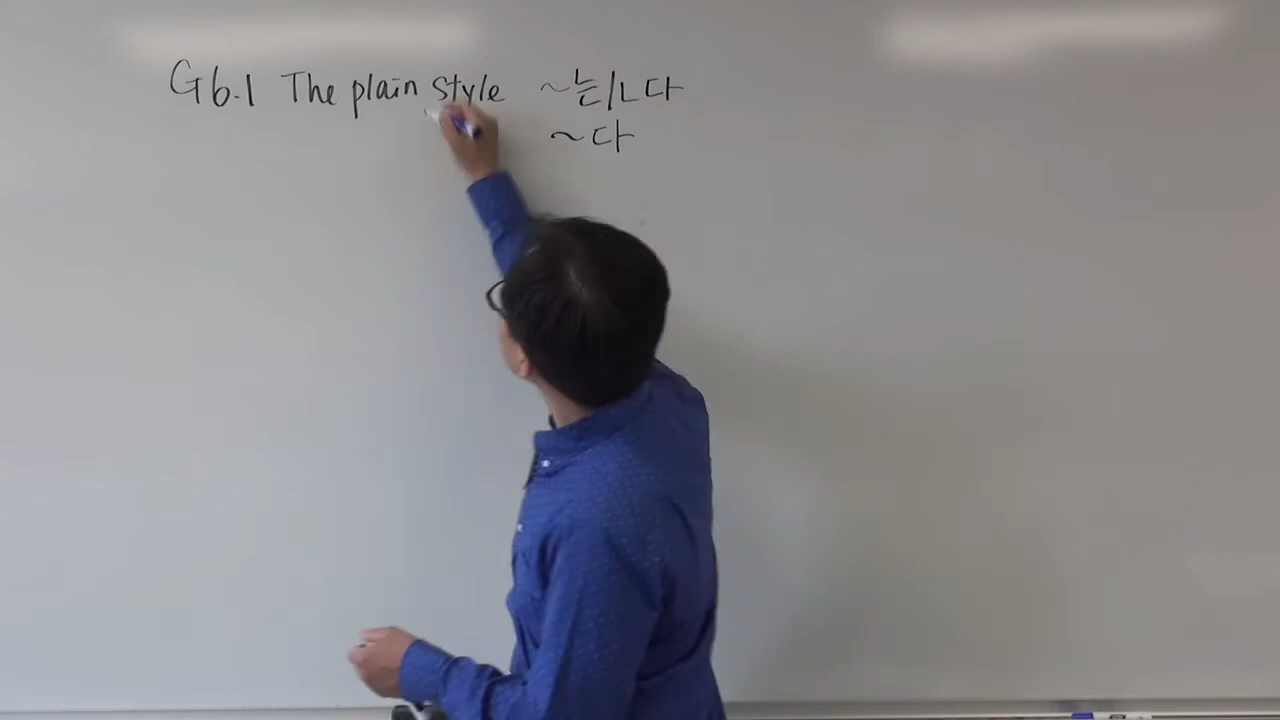 G6.1 The plain style ~는/ㄴ다
~다